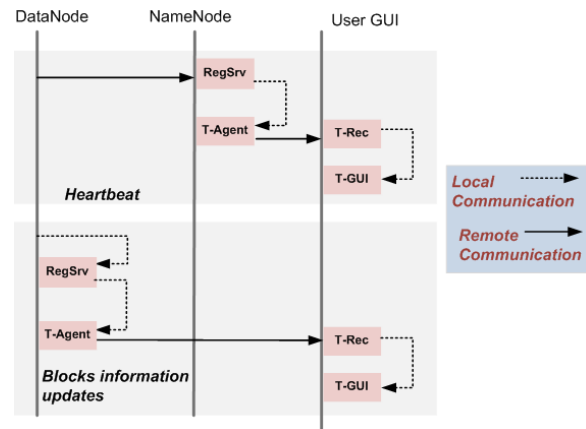 DataNode
NameNode
User GUI
RegSrv
T-Agent
T-Rec
T-GUI
Heartbeat
RegSrv
T-Agent
T-Rec
T-GUI
Blocks information
updates
Local
Communication
Remote
Communication